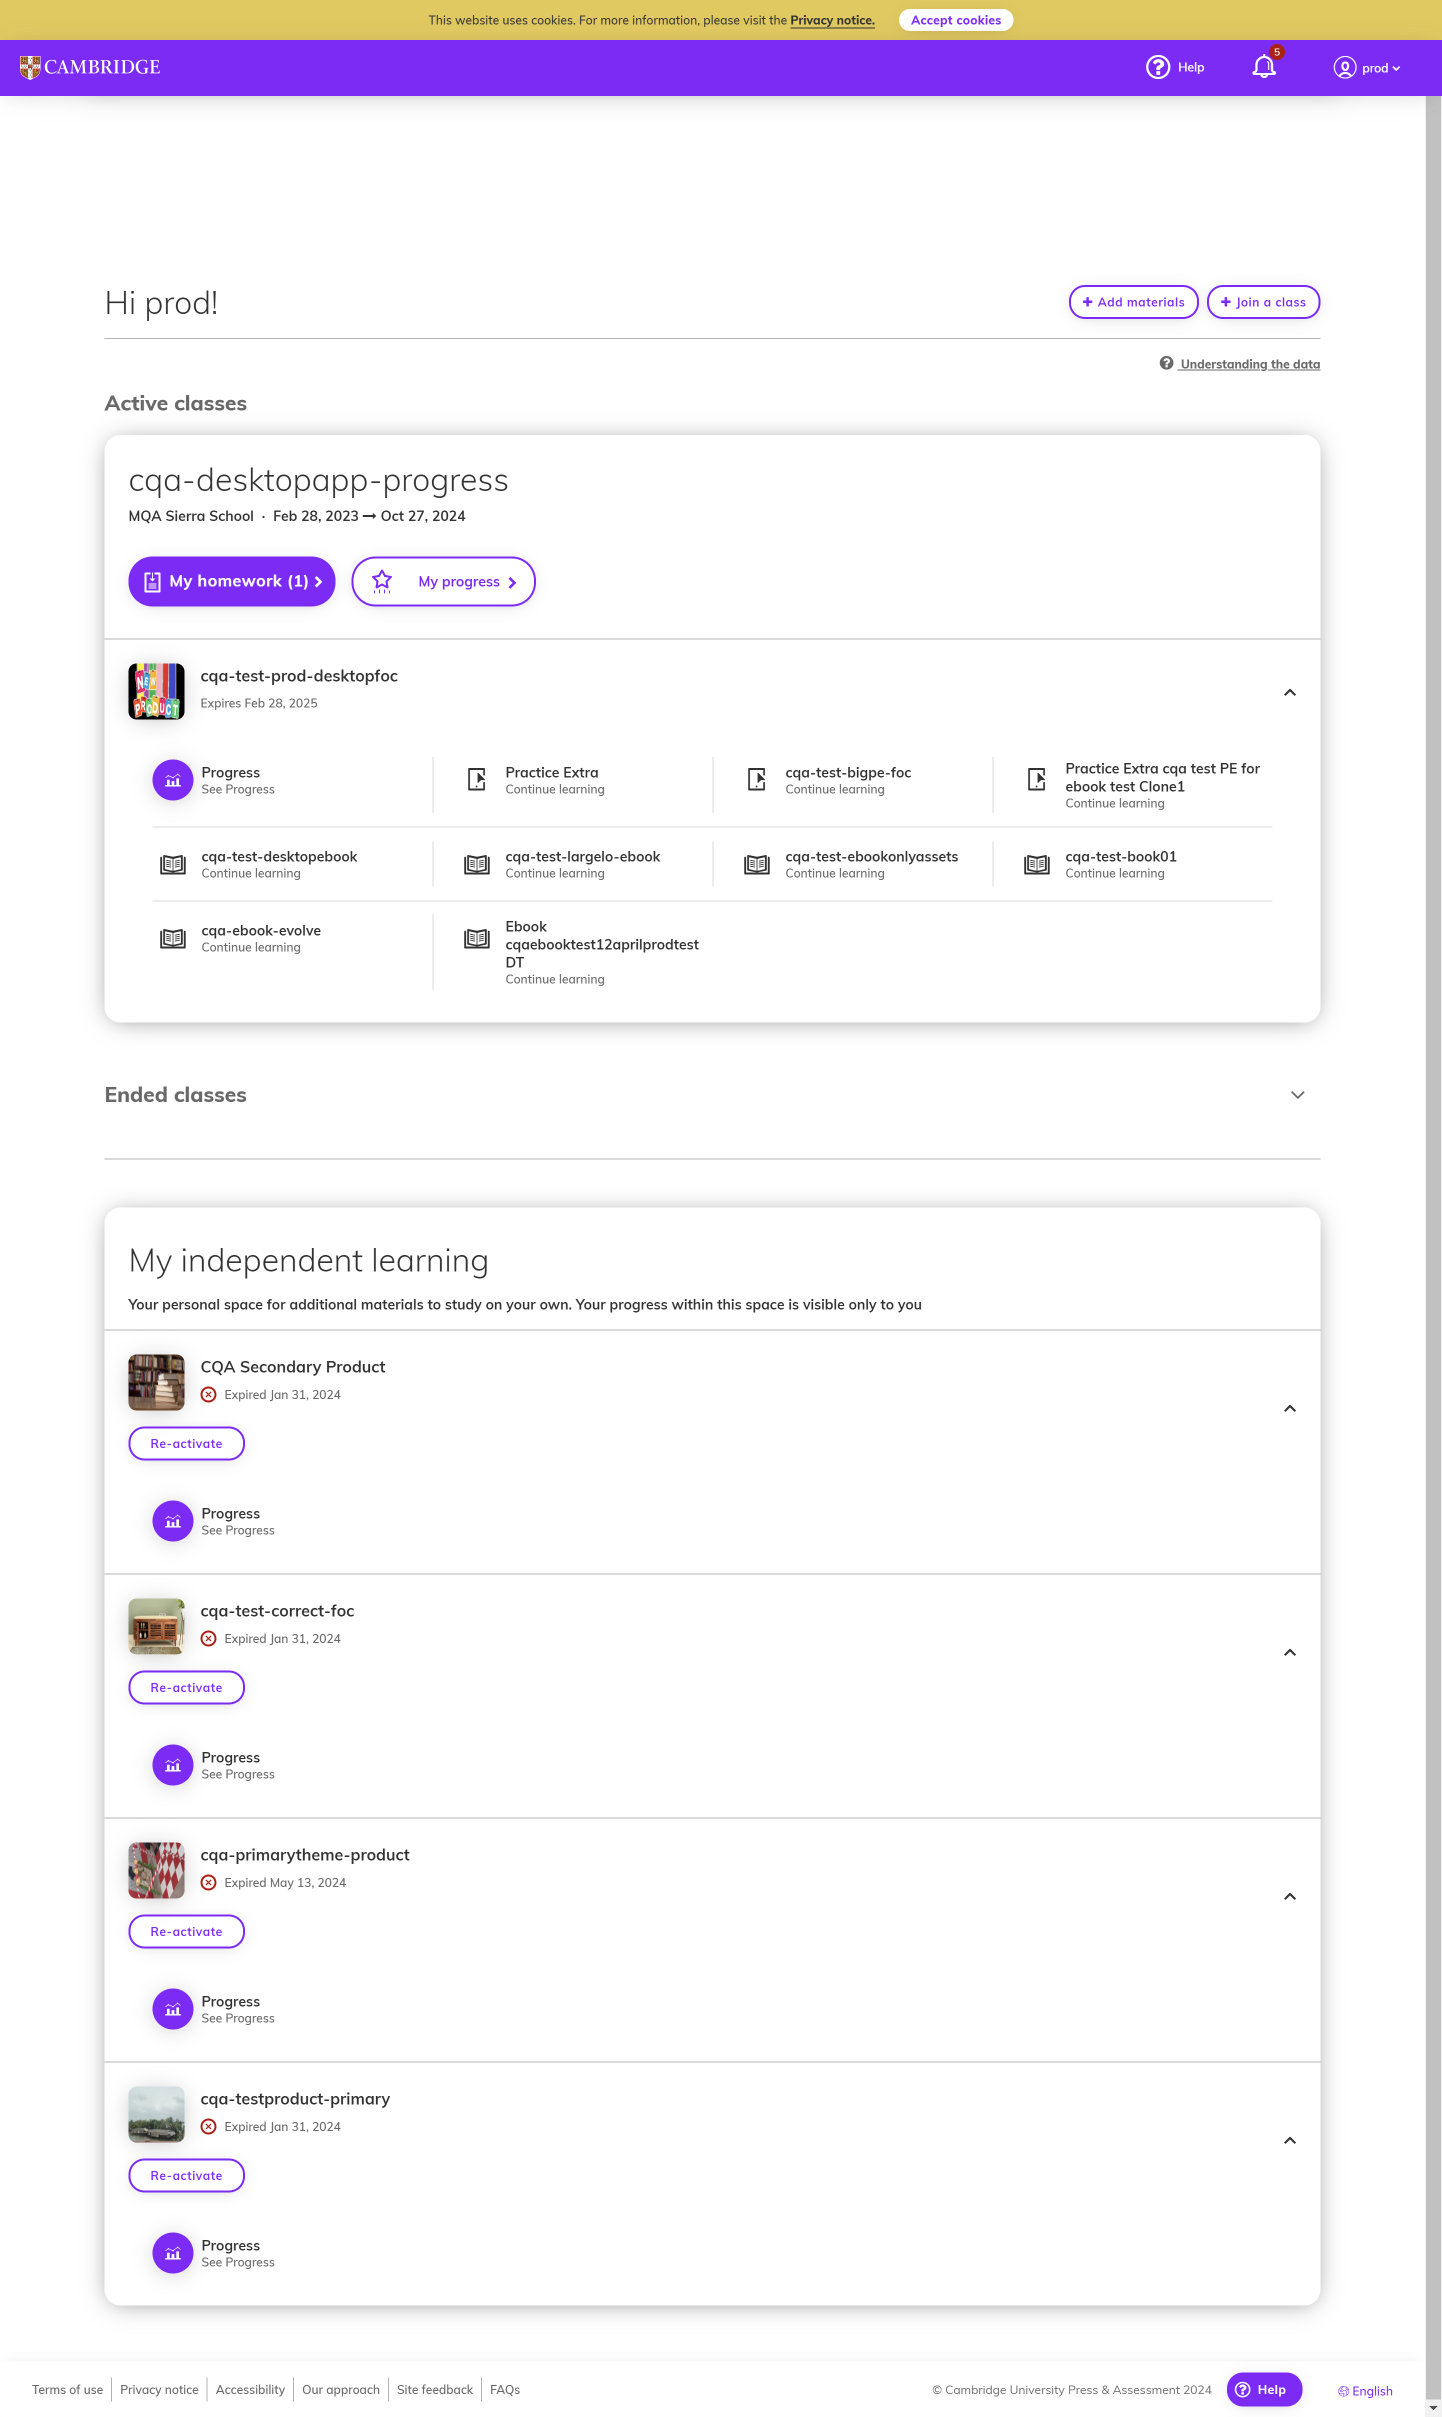 This website uses cookies. For more information, please visit the Privacy notice. Accept cookies
CAMBRIDGE
Help
5
prod
Hi prod!
Add materials
Join a class
Understanding the data
Active classes
cqa-desktopapp-progress
MQA Sierra School · Feb 28, 2023 → Oct 27, 2024
My homework (1)
My progress
NEW
PRODUCT
cqa-test-prod-desktopfoc
Expires Feb 28, 2025
Progress
See Progress
Practice Extra
Continue learning
cqa-test-bigpe-foc
Continue learning
Practice Extra cqa test PE for
ebook test Clone1
Continue learning
cqa-test-desktopebook
Continue learning
cqa-test-largelo-ebook
Continue learning
cqa-test-ebookonlyassets
Continue learning
cqa-test-book01
Continue learning
cqa-ebook-evolve
Continue learning
Ebook
cqaebooktest12aprilprodtest
DT
Continue learning
Ended classes
My independent learning
Your personal space for additional materials to study on your own. Your progress within this space is visible only to you
CQA Secondary Product
Expired Jan 31, 2024
Re-activate
Progress
See Progress
cqa-test-correct-foc
Expired Jan 31, 2024
Re-activate
Progress
See Progress
cqa-primarytheme-product
Expired May 13, 2024
Re-activate
Progress
See Progress
cqa-testproduct-primary
Expired Jan 31, 2024
Re-activate
Progress
See Progress
Terms of use
Privacy notice
Accessibility
Our approach
Site feedback
FAQs
© Cambridge University Press & Assessment 2024
Help
English